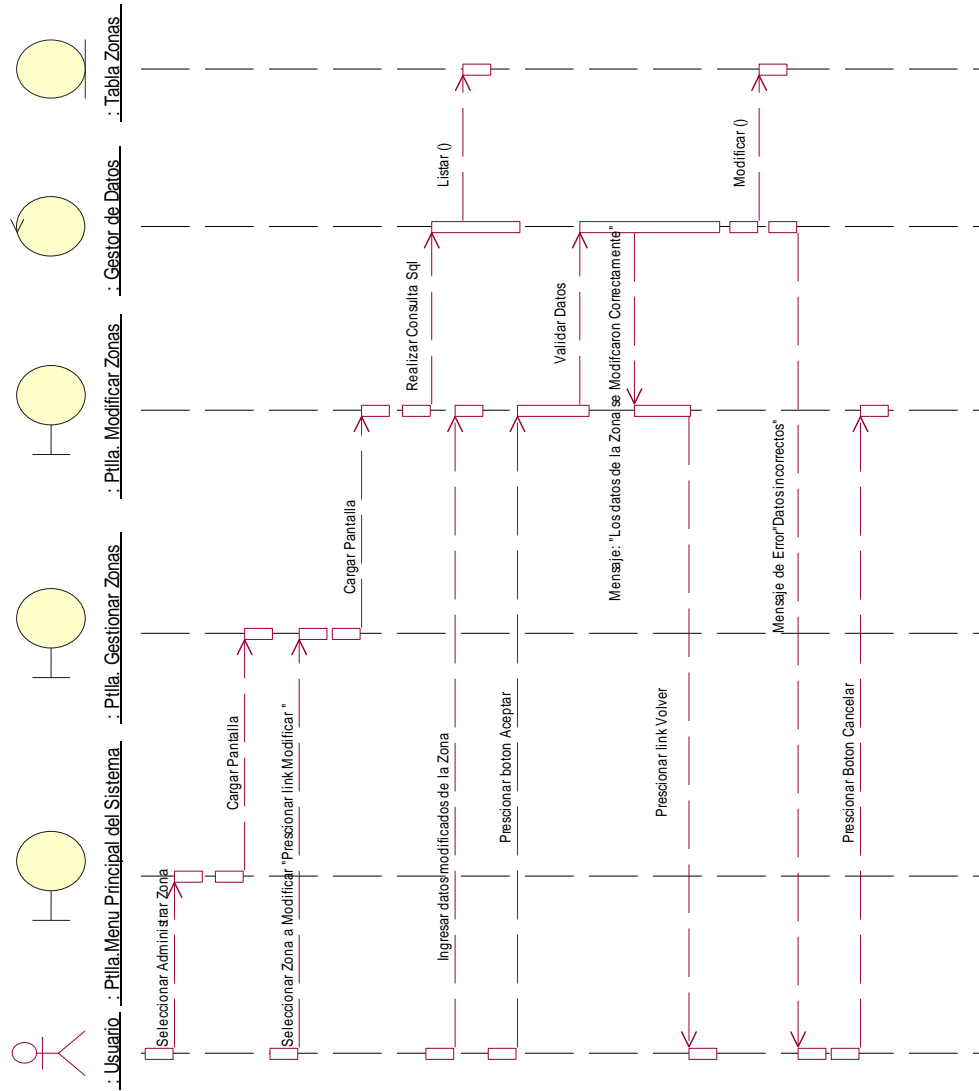 : Usuario
: Ptlla.Menu Principal del Sistema
: Ptlla. Gestionar Zonas
: Ptlla. Modificar Zonas
: Gestor de Datos
: Tabla Zonas
Seleccionar Administrar Zona
Cargar Pantalla
Seleccionar Zona a Modificar "Prescionar link Modificar "
Cargar Pantalla
Realizar Consulta Sql
Listar ()
Ingresar datos modificados de la Zona
Prescionar boton Aceptar
Validar Datos
Mensaje: "Los datos de la Zona se Modifcaron Correctamente"
Prescionar link Volver
Modificar ()
Mensaje de Error"Datos incorrectos"
Prescionar Boton Cancelar